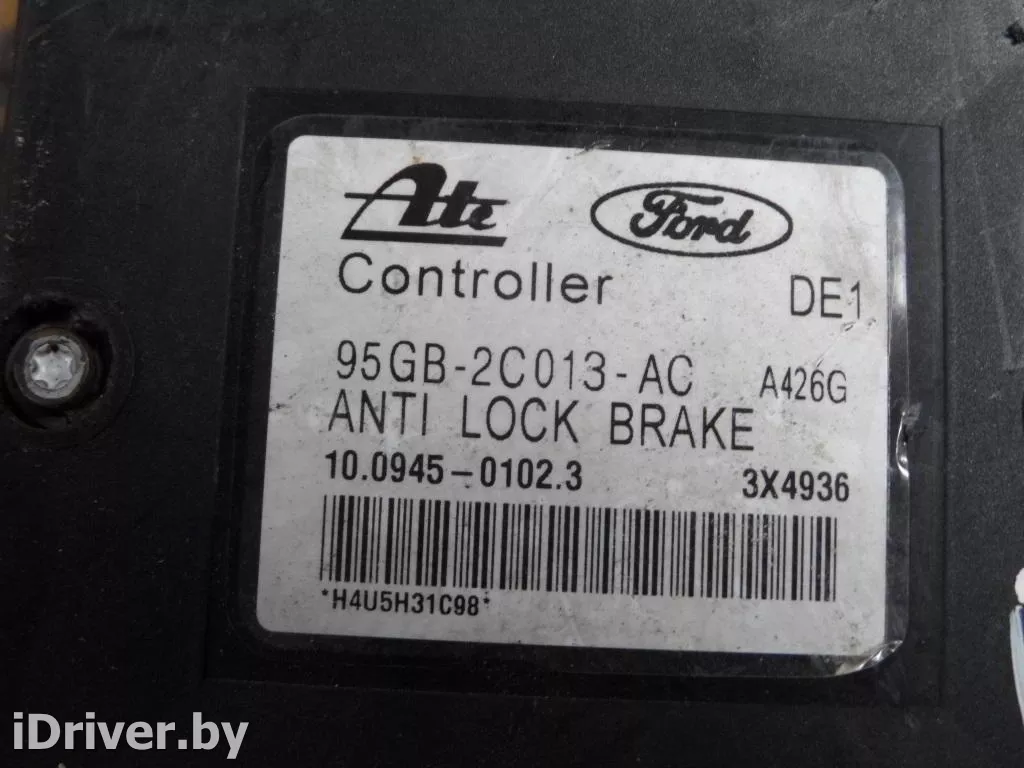 Ate Ford
Controller DE1
95GB-2C013-AC A426G
ANTI LOCK BRAKE
10.0945-0102.3 3X4936
*H4U5H31C98*
iDriver.by